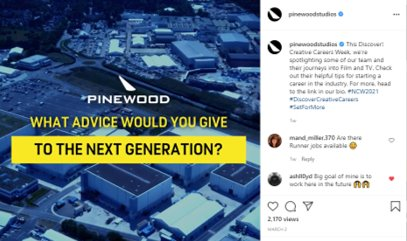 PINEWOOD
WHAT ADVICE WOULD YOU GIVE
TO THE NEXT GENERATION?
pinewoodstudios
pinewoodstudios This Discover!
Creative Careers Week, we're
spotlighting some of our team and
their journeys into Film and TV. Check
out their helpful tips for starting a
career in the industry. For more, head
to the link in our bio. #NCW2021
#DiscoverCreativeCareers
#SetForMore
1w
mand_miller_370 Are there
Runner jobs available
1w Reply
ashll0yd Big goal of mine is to
work here in the future
2,170 views
MARCH 2